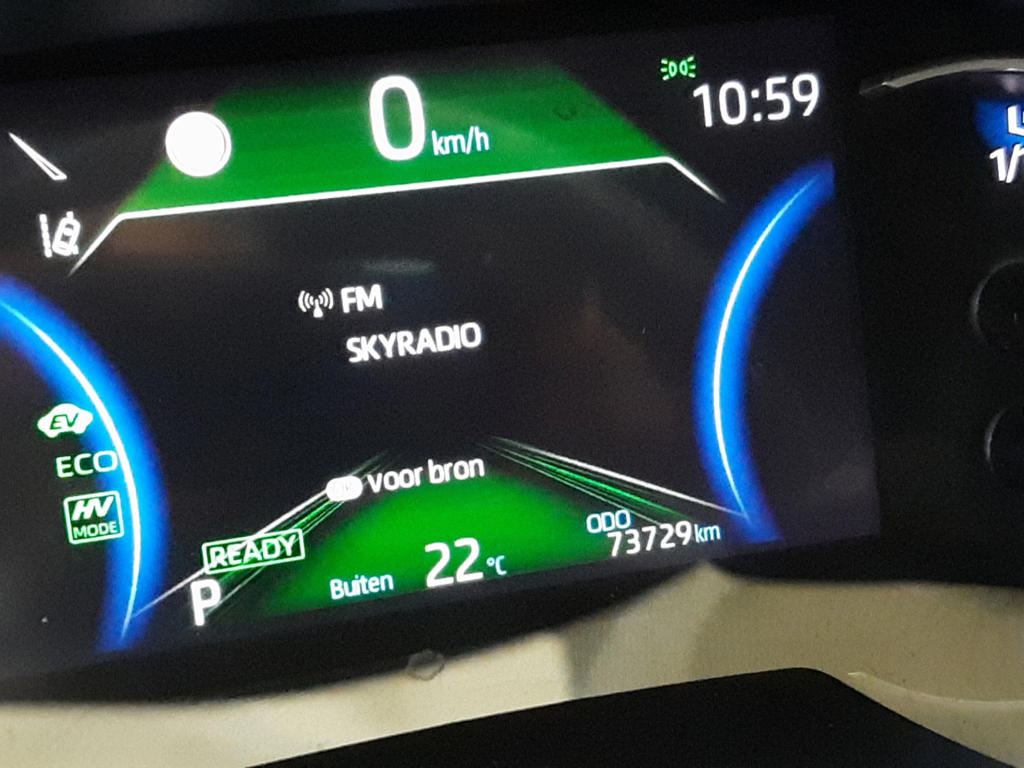 0 km/h
10:59
FM
SKYRADIO
EV
ECO
HV
MODE
voor bron
READY
P
Buiten 22 °C
ODO
73729 km